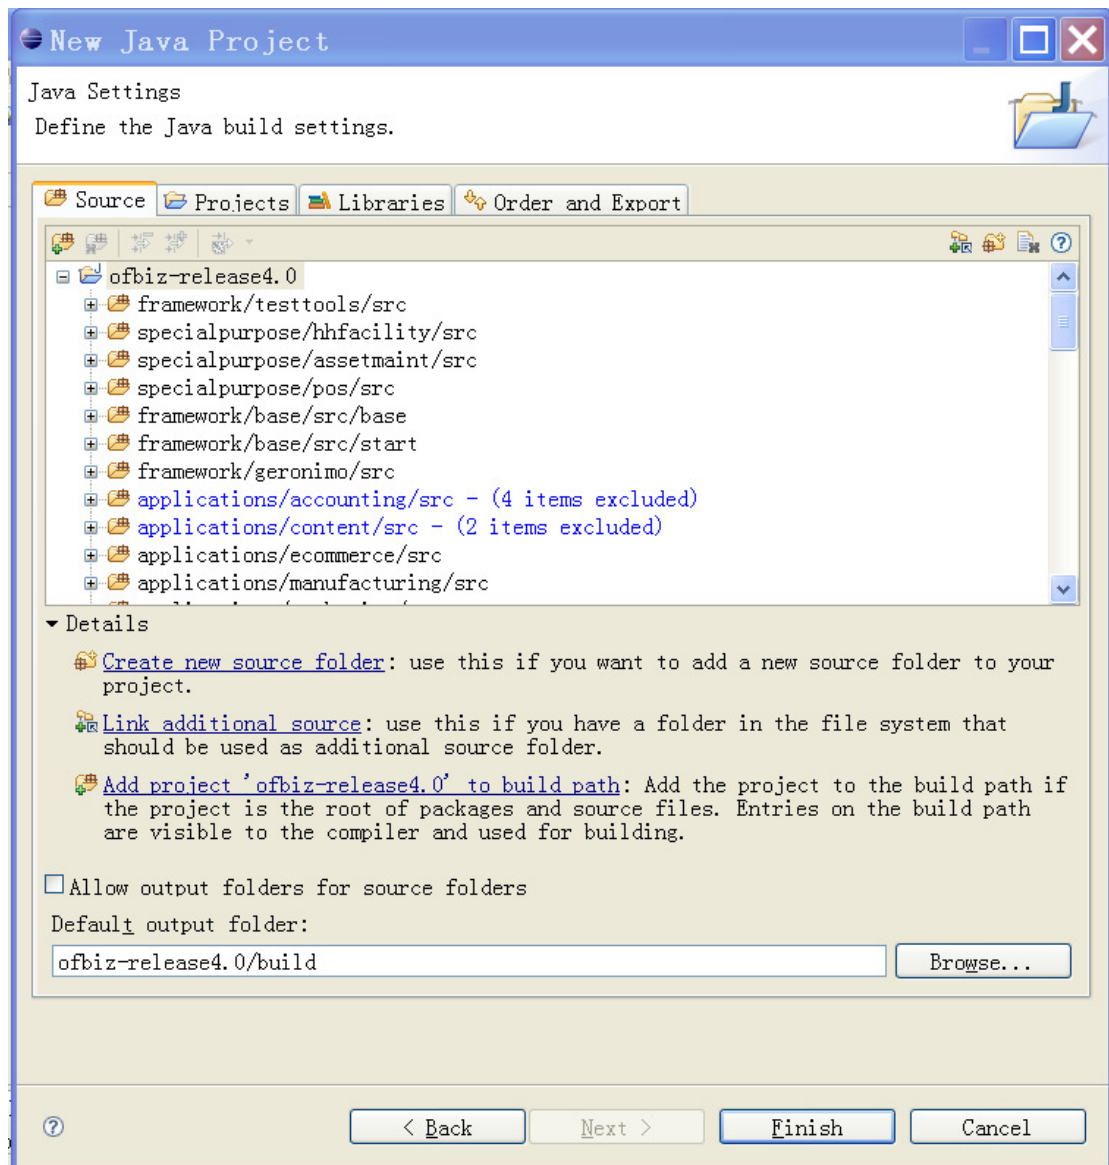 New Java Project
Java Settings
Define the Java build settings.
Source Projects Libraries Order and Export
ofbiz-release4.0
framework/testtools/src
specialpurpose/hhfacility/src
specialpurpose/assetmaint/src
specialpurpose/pos/src
framework/base/src/base
framework/base/src/start
framework/geronimo/src
applications/accounting/src - (4 items excluded)
applications/content/src - (2 items excluded)
applications/ecommerce/src
applications/manufacturing/src
Details
Create new source folder: use this if you want to add a new source folder to your
project.
Link additional source: use this if you have a folder in the file system that
should be used as additional source folder.
Add project 'ofbiz-release4.0' to build path: Add the project to the build path if
the project is the root of packages and source files. Entries on the build path
are visible to the compiler and used for building.
Allow output folders for source folders
Default output folder:
ofbiz-release4.0/build
Browse...
< Back Next > Finish Cancel